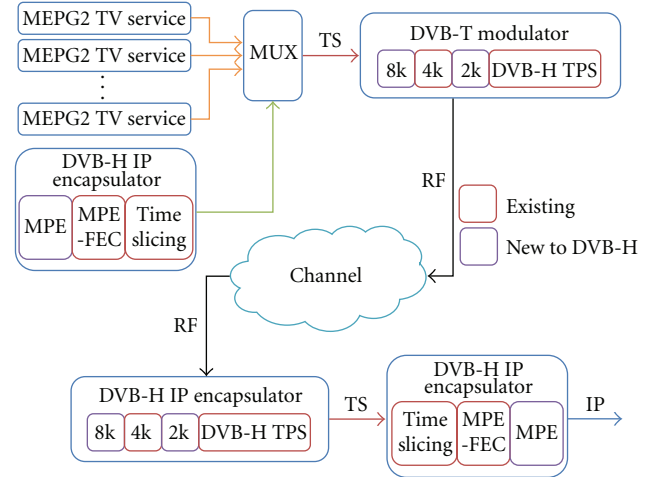 MEPG2 TV service
MEPG2 TV service
MEPG2 TV service
MUX
TS
DVB-T modulator
8k 4k 2k DVB-H TPS
DVB-H IP
encapsulator
MPE
MPE
-FEC
Time
slicing
RF
Existing
New to DVB-H
Channel
RF
DVB-H IP encapsulator
8k 4k 2k DVB-H TPS
TS
DVB-H IP
encapsulator
Time
slicing
MPE
-FEC
MPE
IP